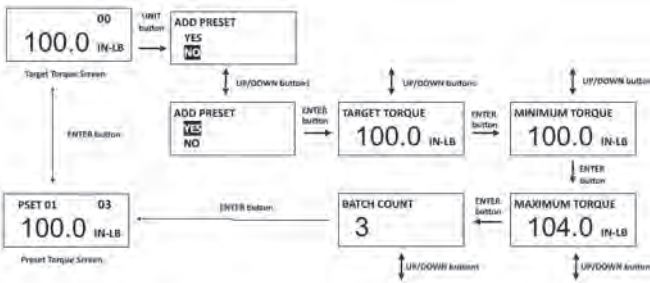 00
100.0 IN-LB
Target Torque Screen
UNIT
button
ADD PRESET
YES
NO
UP/DOWN buttons
UP/DOWN buttons
UP/DOWN buttons
ENTER button
ADD PRESET
YES
NO
ENTER
button
TARGET TORQUE
100.0 IN-LB
ENTER
button
MINIMUM TORQUE
100.0 IN-LB
ENTER
button
PSET 01 03
100.0 IN-LB
Preset Torque Screen
ENTER button
BATCH COUNT
3
ENTER
button
MAXIMUM TORQUE
104.0 IN-LB
UP/DOWN buttons
UP/DOWN buttons